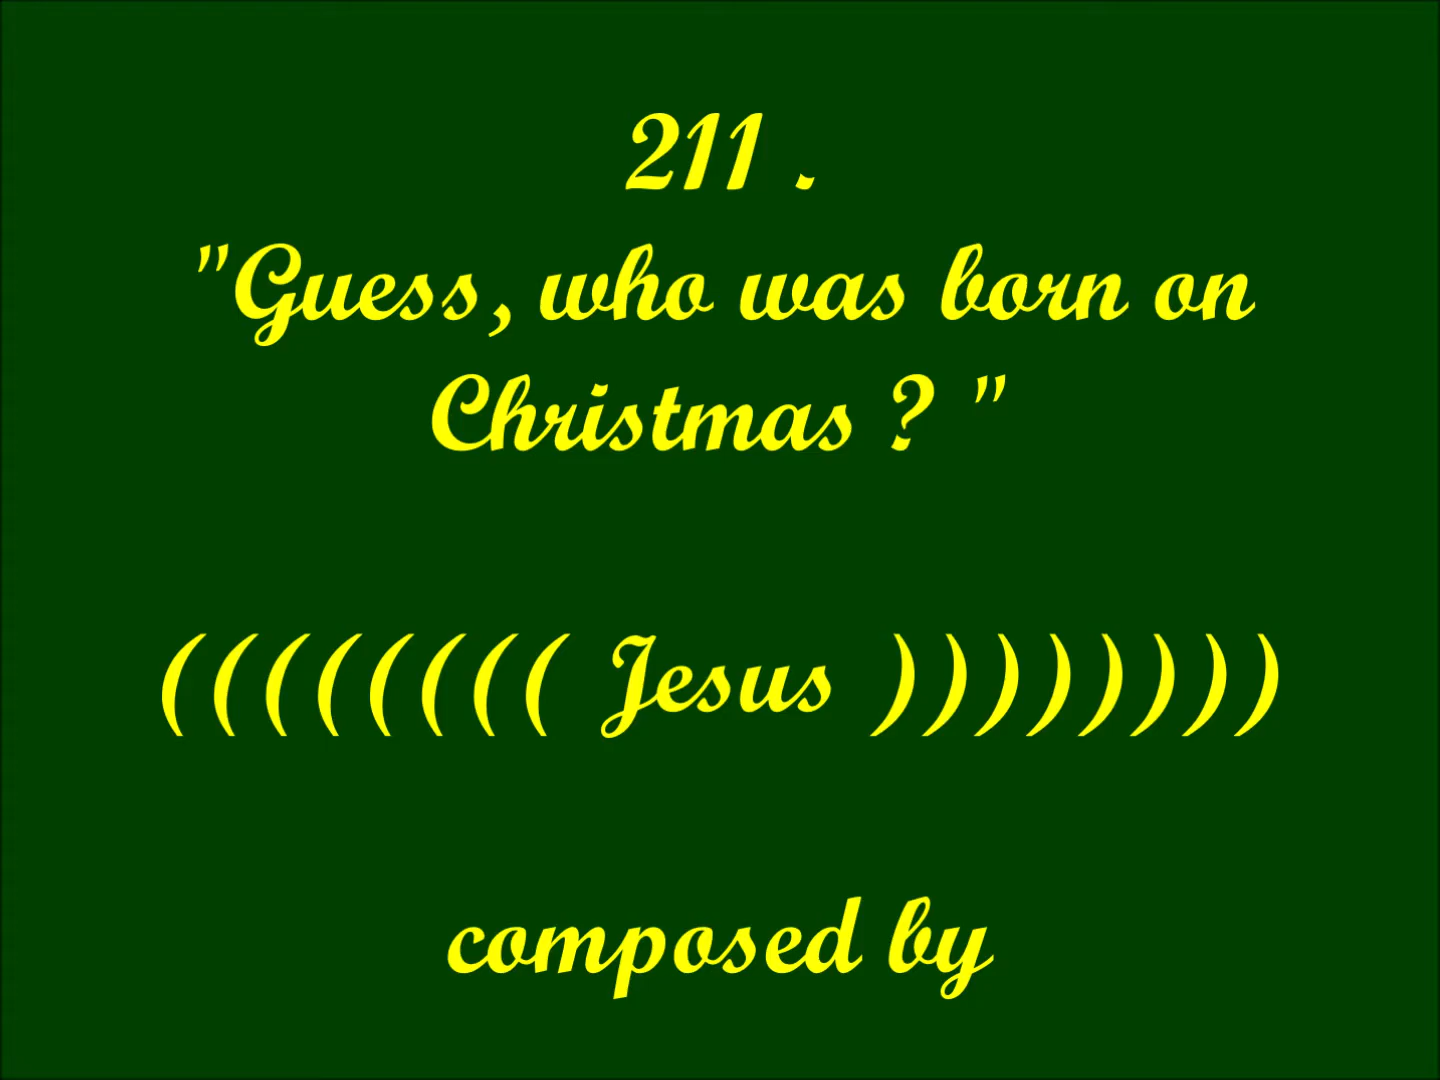 211 .
"Guess, who was born on
Christmas ? "
( ( ( ( ( ( ( ( Jesus ) ) ) ) ) ) ) )
composed by